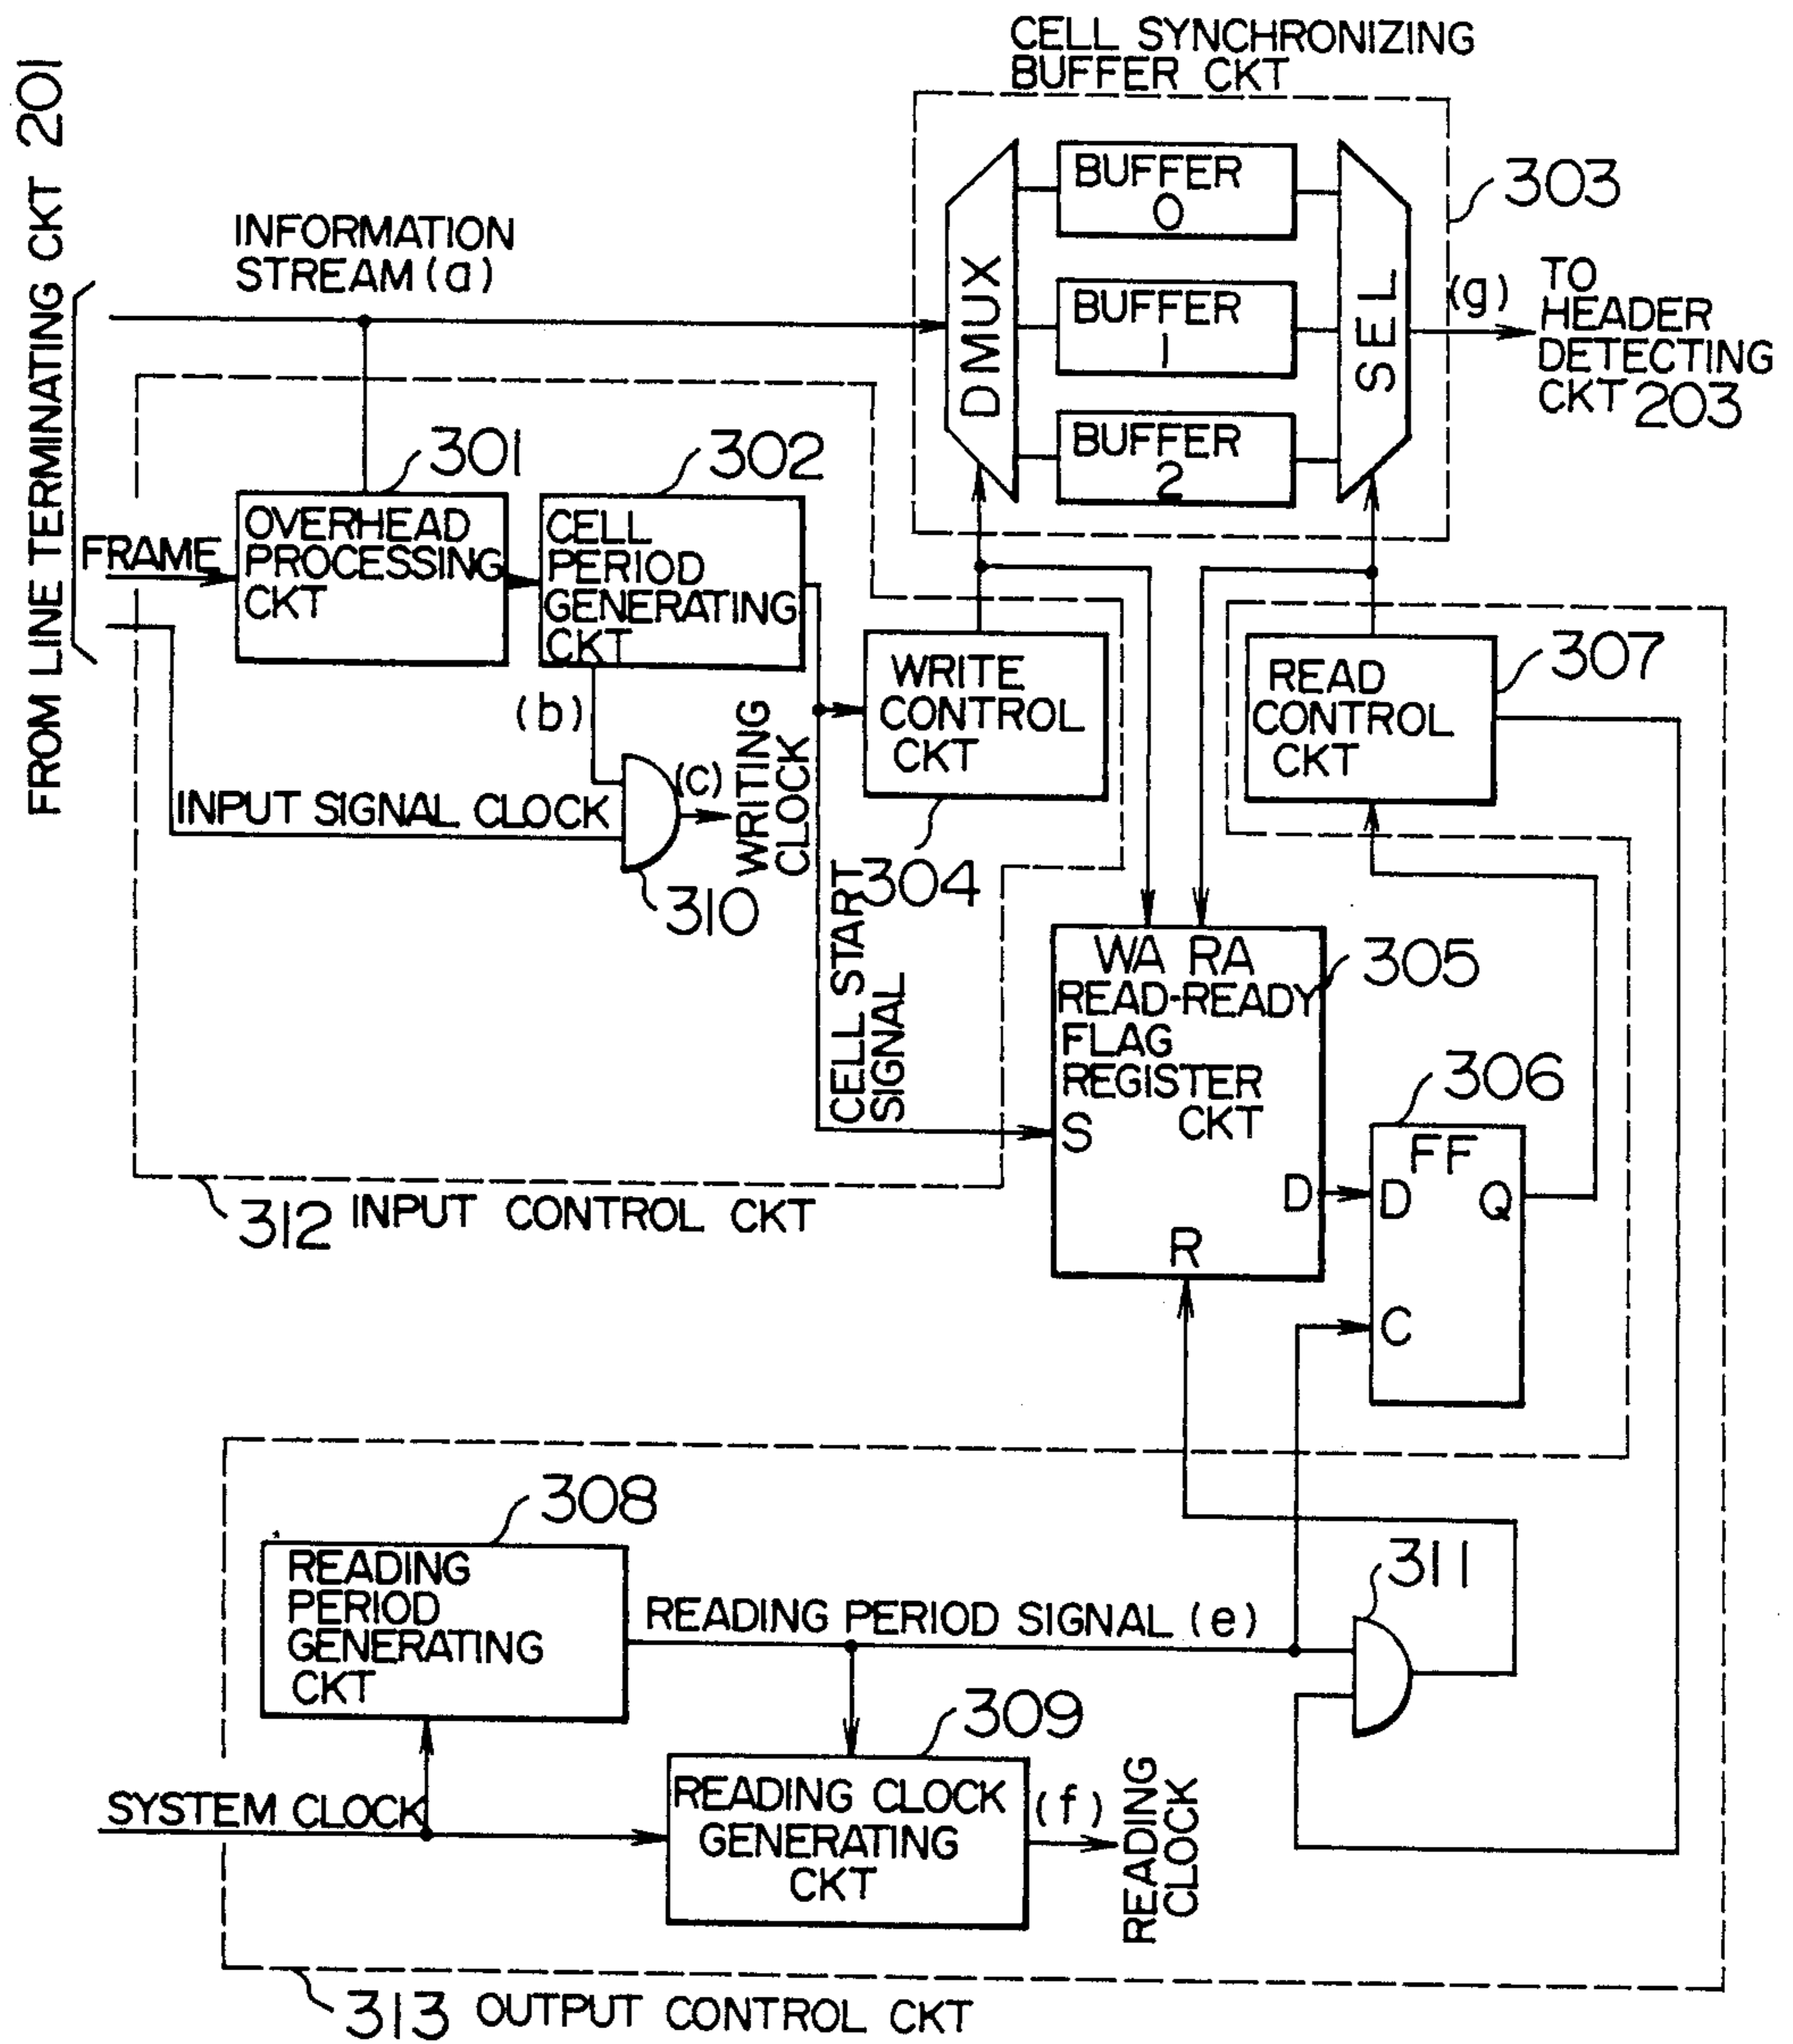 FROM LINE TERMINATING CKT 201
CELL SYNCHRONIZING
BUFFER CKT
303
INFORMATION
STREAM (a)
DMUX
BUFFER
0
BUFFER
1
BUFFER
2
SEL
(g)
TO
HEADER
DETECTING
CKT 203
301
302
FRAME
OVERHEAD
PROCESSING
CKT
CELL
PERIOD
GENERATING
CKT
(b)
INPUT SIGNAL CLOCK
(c)
WRITING
CLOCK
310
WRITE
CONTROL
CKT
304
READ
CONTROL
CKT
307
CELL START
SIGNAL
WA RA
READ-READY
FLAG
REGISTER
CKT
S
D
R
305
306
FF
D Q
C
312 INPUT CONTROL CKT
308
READING
PERIOD
GENERATING
CKT
READING PERIOD SIGNAL (e)
311
309
SYSTEM CLOCK
READING CLOCK
GENERATING
CKT
(f)
READING
CLOCK
313 OUTPUT CONTROL CKT